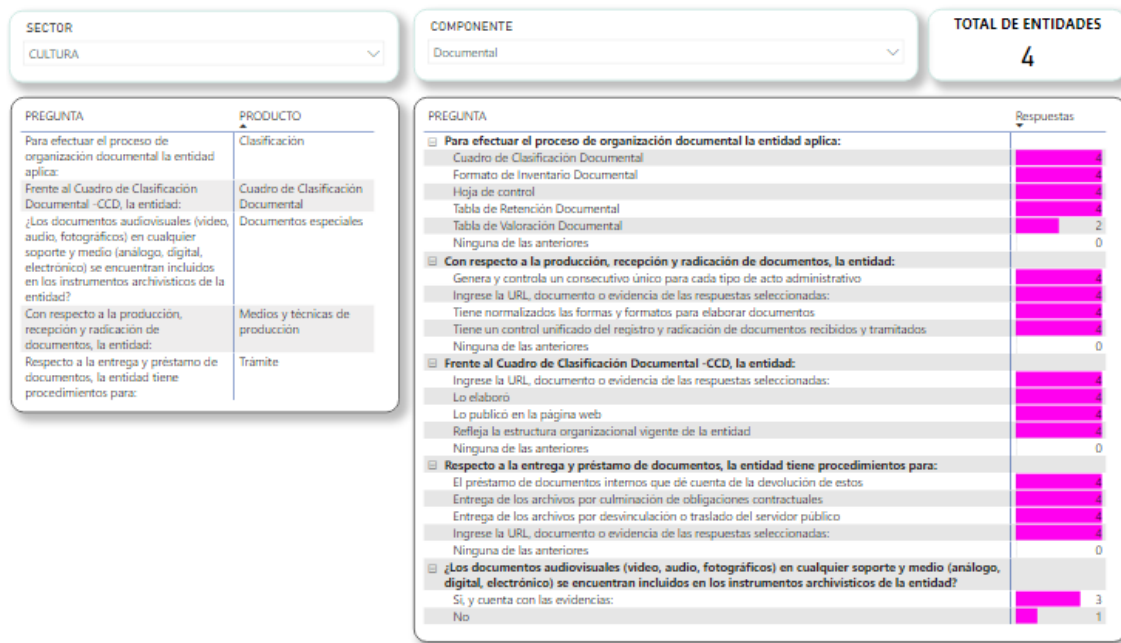 SECTOR
CULTURA
COMPONENTE
Documental
TOTAL DE ENTIDADES
4
PREGUNTA PRODUCTO
Para efectuar el proceso de Clasificación
organización documental la entidad
aplica:
Frente al Cuadro de Clasificación Cuadro de Clasificación
Documental -CCD, la entidad: Documental
¿Los documentos audiovisuales (video, Documentos especiales
audio, fotográficos) en cualquier
soporte y medio (análogo, digital,
electrónico) se encuentran incluidos
en los instrumentos archivísticos de la
entidad?
Con respecto a la producción, Medios y técnicas de
recepción y radicación de producción
documentos, la entidad:
Respecto a la entrega y préstamo de Trámite
documentos, la entidad tiene
procedimientos para:
PREGUNTA Respuestas
Para efectuar el proceso de organización documental la entidad aplica:
Cuadro de Clasificación Documental 4
Formato de Inventario Documental 4
Hoja de control 4
Tabla de Retención Documental 4
Tabla de Valoración Documental 2
Ninguna de las anteriores 0
Con respecto a la producción, recepción y radicación de documentos, la entidad:
Genera y controla un consecutivo único para cada tipo de acto administrativo 4
Ingrese la URL, documento o evidencia de las respuestas seleccionadas: 4
Tiene normalizados las formas y formatos para elaborar documentos 4
Tiene un control unificado del registro y radicación de documentos recibidos y tramitados 4
Ninguna de las anteriores 0
Frente al Cuadro de Clasificación Documental -CCD, la entidad:
Ingrese la URL, documento o evidencia de las respuestas seleccionadas: 4
Lo elaboró 4
Lo publicó en la página web 4
Refleja la estructura organizacional vigente de la entidad 4
Ninguna de las anteriores 0
Respecto a la entrega y préstamo de documentos, la entidad tiene procedimientos para:
El préstamo de documentos internos que dé cuenta de la devolución de estos 4
Entrega de los archivos por culminación de obligaciones contractuales 4
Entrega de los archivos por desvinculación o traslado del servidor público 4
Ingrese la URL, documento o evidencia de las respuestas seleccionadas: 4
Ninguna de las anteriores 0
¿Los documentos audiovisuales (video, audio, fotográficos) en cualquier soporte y medio (análogo,
digital, electrónico) se encuentran incluidos en los instrumentos archivísticos de la entidad?
Sí, y cuenta con las evidencias: 3
No 1